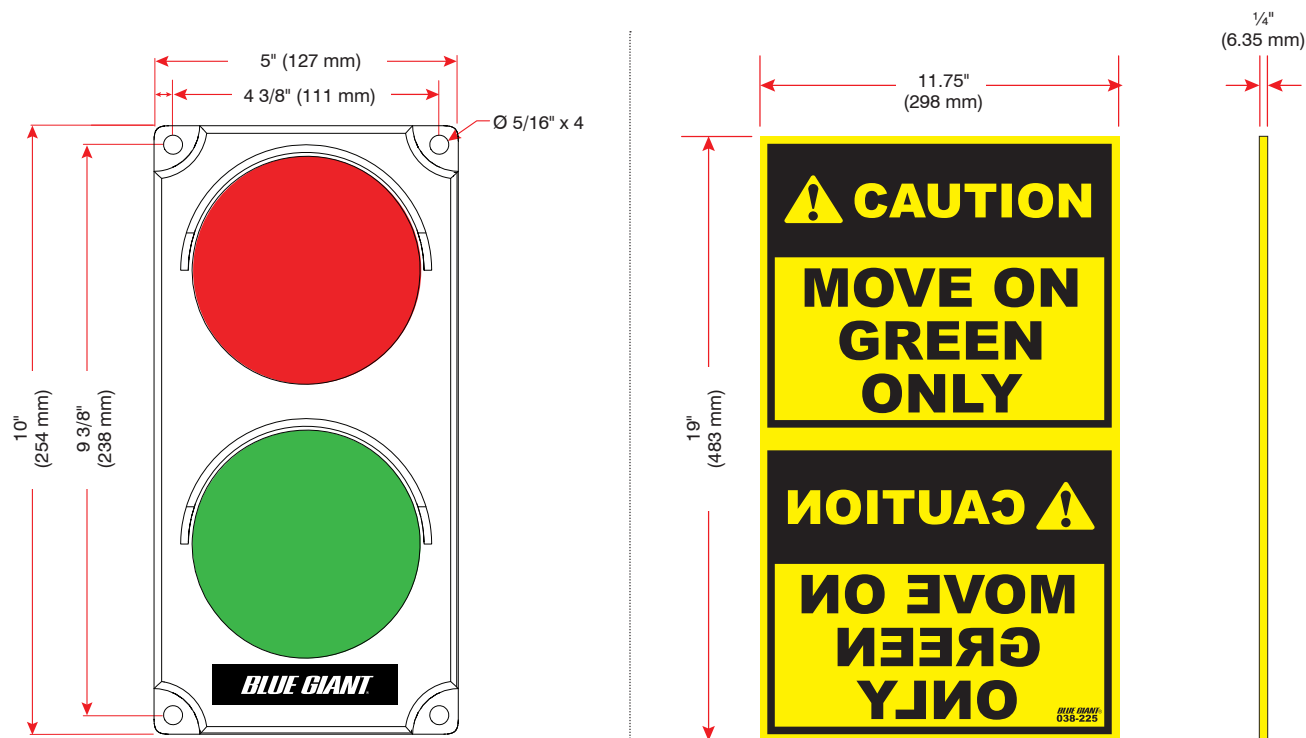 5" (127 mm)
4 3/8" (111 mm)
Ø 5/16" x 4
10"
(254 mm)
9 3/8"
(238 mm)
BLUE GIANT
11.75"
(298 mm)
¼"
(6.35 mm)
19"
(483 mm)
CAUTION
MOVE ON
GREEN
ONLY
CAUTION
MOVE ON
GREEN
ONLY
BLUE GIANT®
038-225